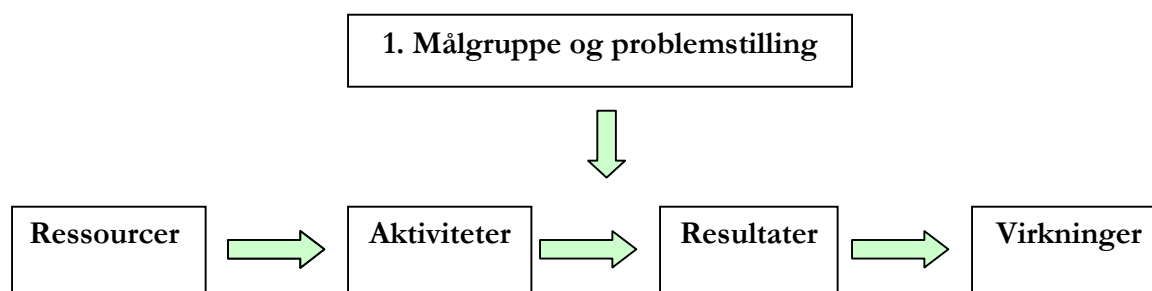 1. Målgruppe og problemstilling
Ressourcer
Aktiviteter
Resultater
Virkninger